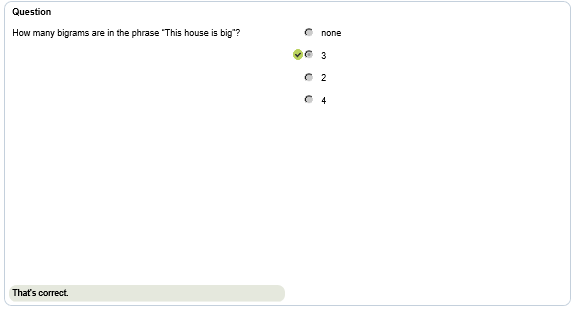 Question
How many bigrams are in the phrase "This house is big"?
none
3
2
4
That's correct.